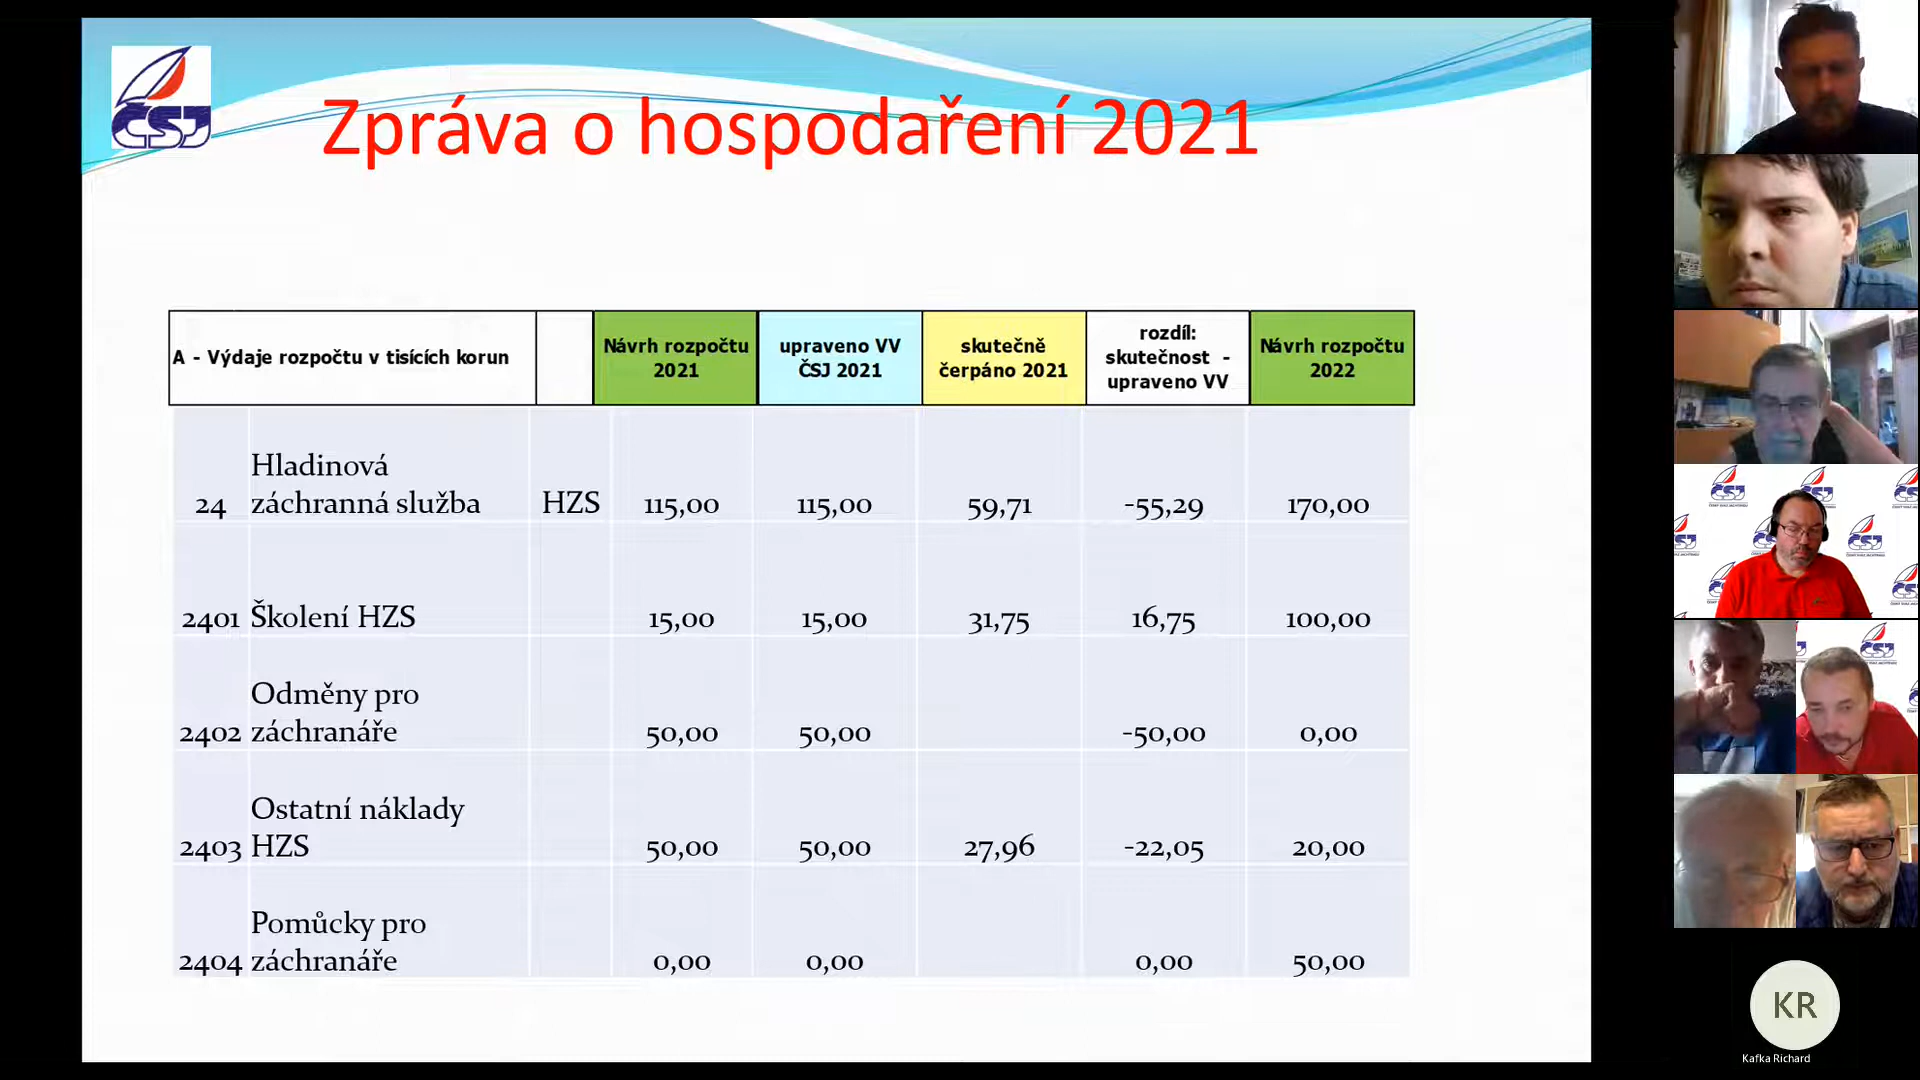 ČSJ
Zpráva o hospodaření 2021
A - Výdaje rozpočtu v tisících korun
Návrh rozpočtu
2021
upraveno VV
ČSJ 2021
skutečně
čerpáno 2021
rozdíl:
skutečnost -
upraveno VV
Návrh rozpočtu
2022
Hladinová
24 záchranná služba HZS 115,00 115,00 59,71 -55,29 170,00
2401 Školení HZS 15,00 15,00 31,75 16,75 100,00
Odměny pro
2402 záchranáře 50,00 50,00 -50,00 0,00
Ostatní náklady
2403 HZS 50,00 50,00 27,96 -22,05 20,00
Pomůcky pro
2404 záchranáře 0,00 0,00 0,00 50,00
KR
Kafka Richard